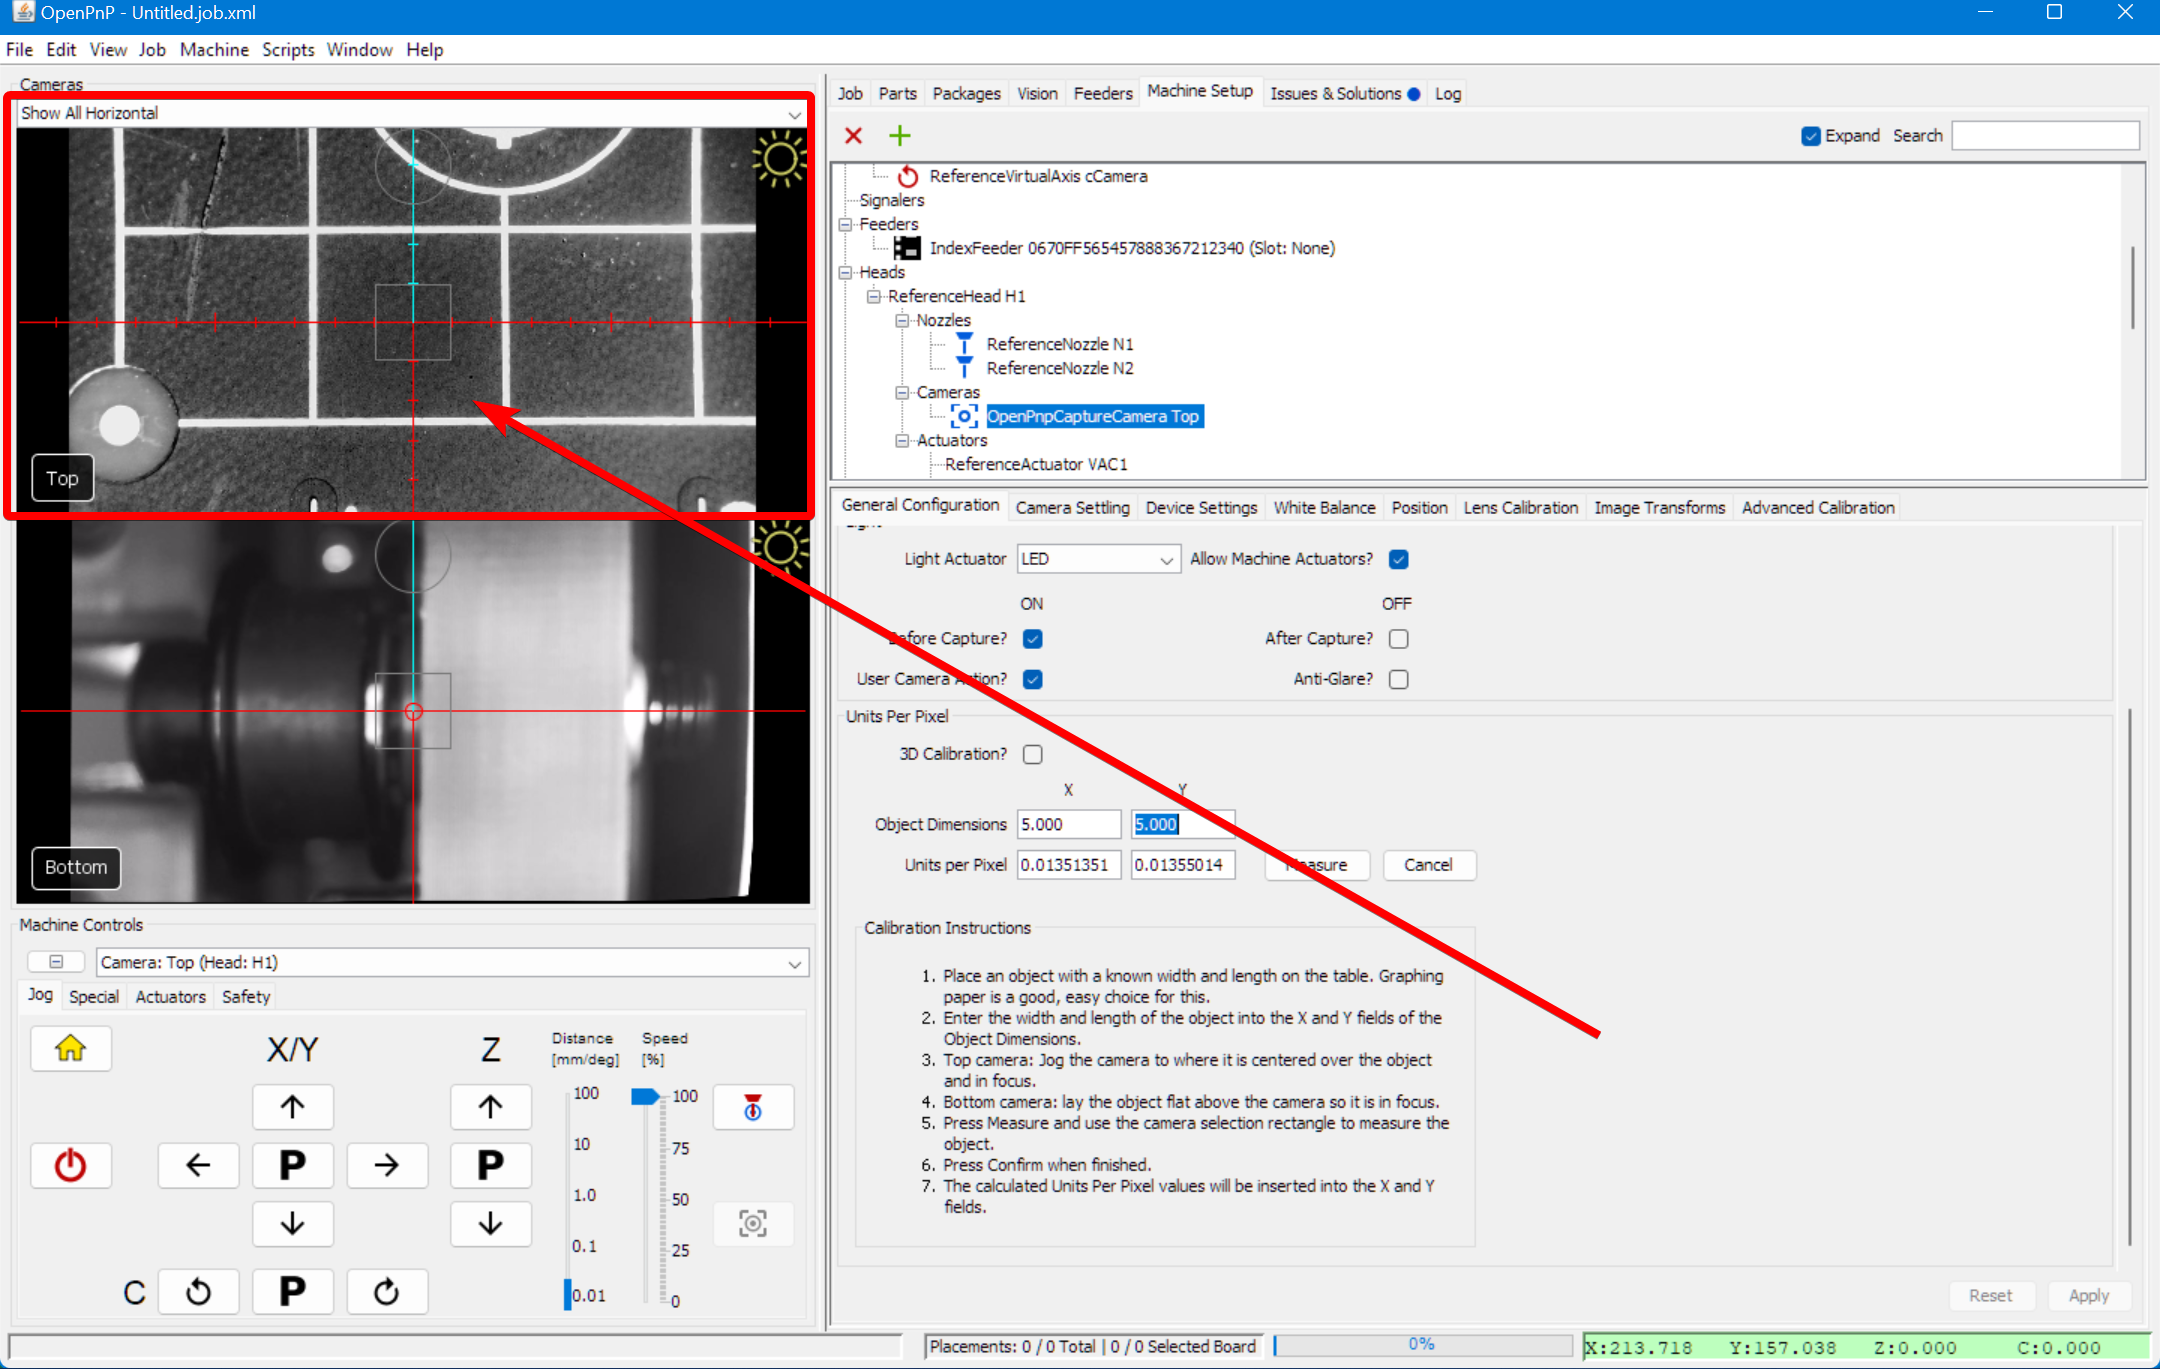 OpenPnP - Untitled.job.xml
File Edit View Job Machine Scripts Window Help
Cameras
Show All Horizontal
Top
Bottom
Machine Controls
Camera: Top (Head: H1)
Jog Special Actuators Safety
X/Y Z
Distance [mm/deg]
Speed [%]
100
10
1.0
0.1
0.01
100
75
50
25
0
P P
C P
Job Parts Packages Vision Feeders Machine Setup Issues & Solutions Log
Expand Search
ReferenceVirtualAxis cCamera
Signalers
Feeders
IndexFeeder 0670FF565457888367212340 (Slot: None)
Heads
ReferenceHead H1
Nozzles
ReferenceNozzle N1
ReferenceNozzle N2
Cameras
OpenPnpCaptureCamera Top
Actuators
ReferenceActuator VAC1
General Configuration Camera Settling Device Settings White Balance Position Lens Calibration Image Transforms Advanced Calibration
Light
Light Actuator LED Allow Machine Actuators?
ON OFF
Before Capture? After Capture?
User Camera Action? Anti-Glare?
Units Per Pixel
3D Calibration?
X Y
Object Dimensions 5.000 5.000
Units per Pixel 0.01351351 0.01355014 Measure Cancel
Calibration Instructions
1. Place an object with a known width and length on the table. Graphing
paper is a good, easy choice for this.
2. Enter the width and length of the object into the X and Y fields of the
Object Dimensions.
3. Top camera: Jog the camera to where it is centered over the object
and in focus.
4. Bottom camera: lay the object flat above the camera so it is in focus.
5. Press Measure and use the camera selection rectangle to measure the
object.
6. Press Confirm when finished.
7. The calculated Units Per Pixel values will be inserted into the X and Y
fields.
Reset Apply
Placements: 0 / 0 Total | 0 / 0 Selected Board 0% X:213.718 Y:157.038 Z:0.000 C:0.000